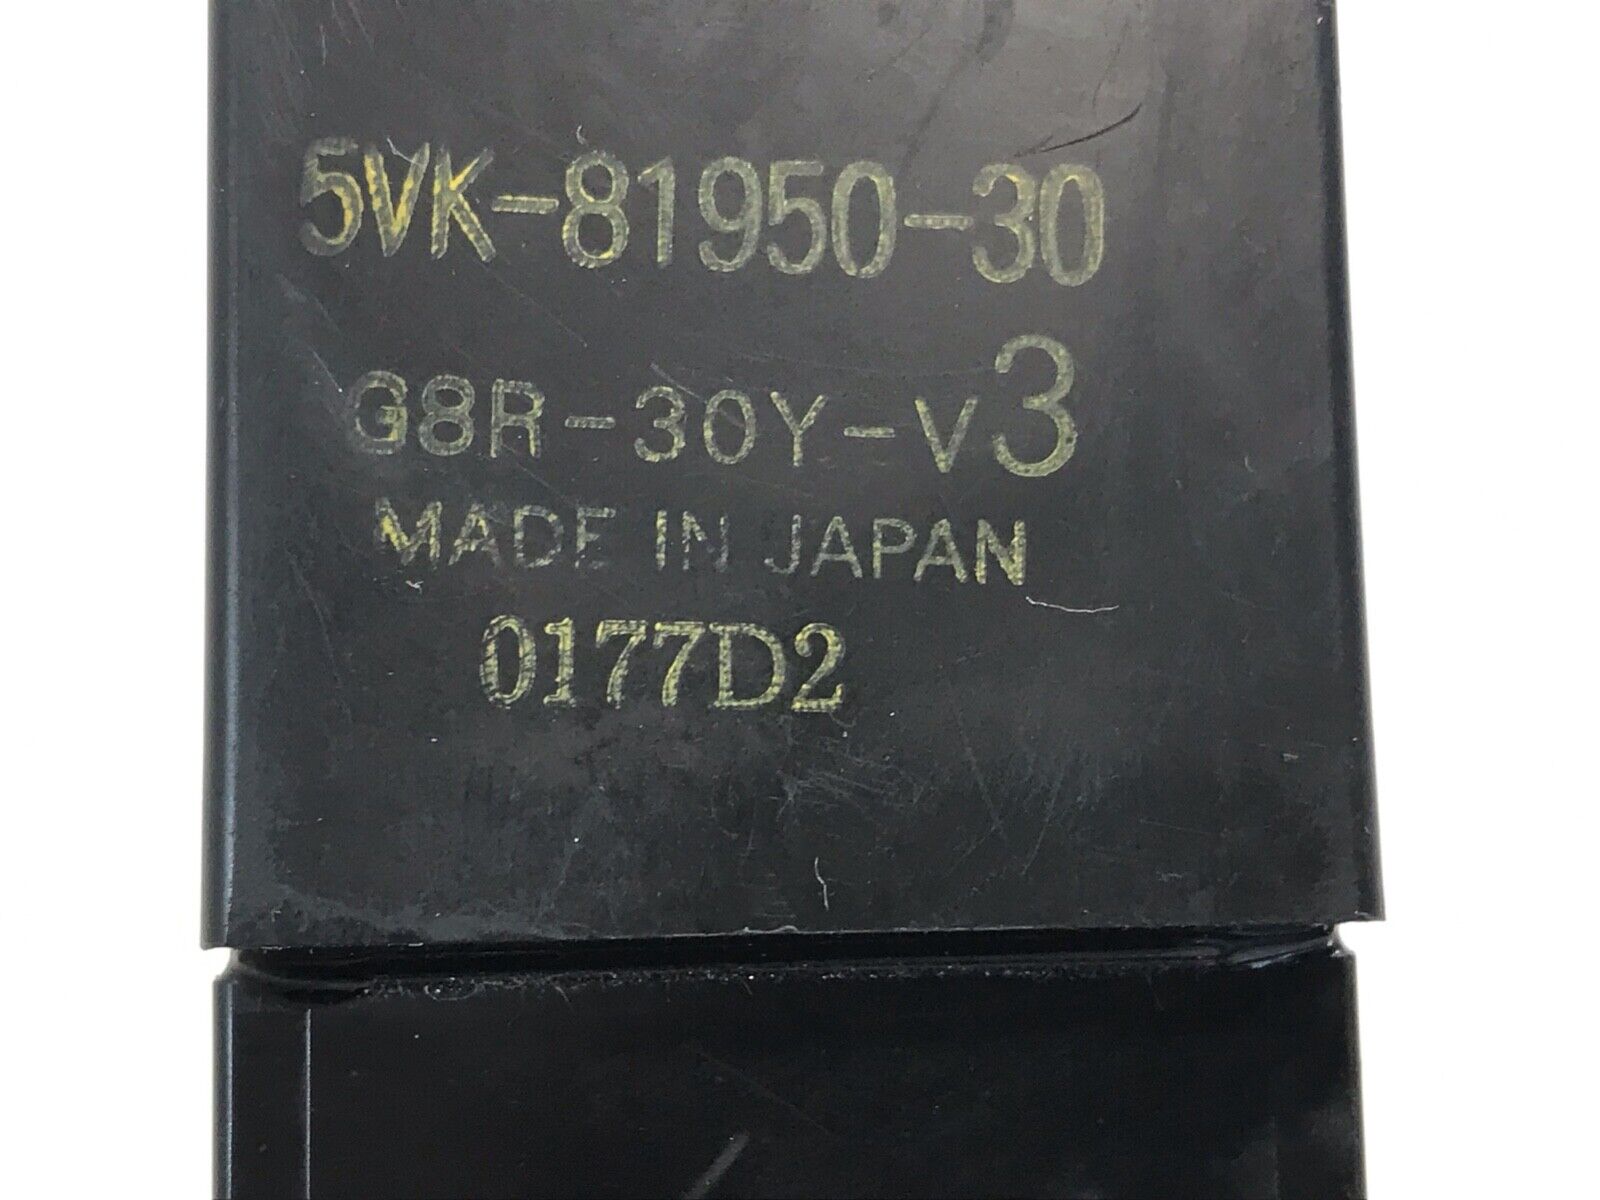 5VK-81950-30
G8R-30Y-V3
MADE IN JAPAN
0177D2